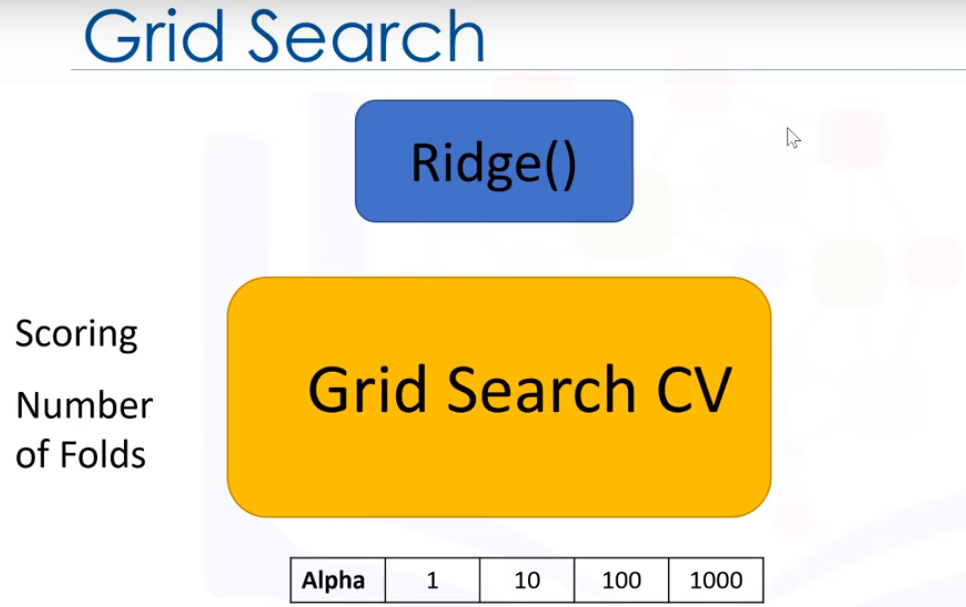 Grid Search
Ridge()
Scoring
Number
of Folds
Grid Search CV
Alpha 1 10 100 1000